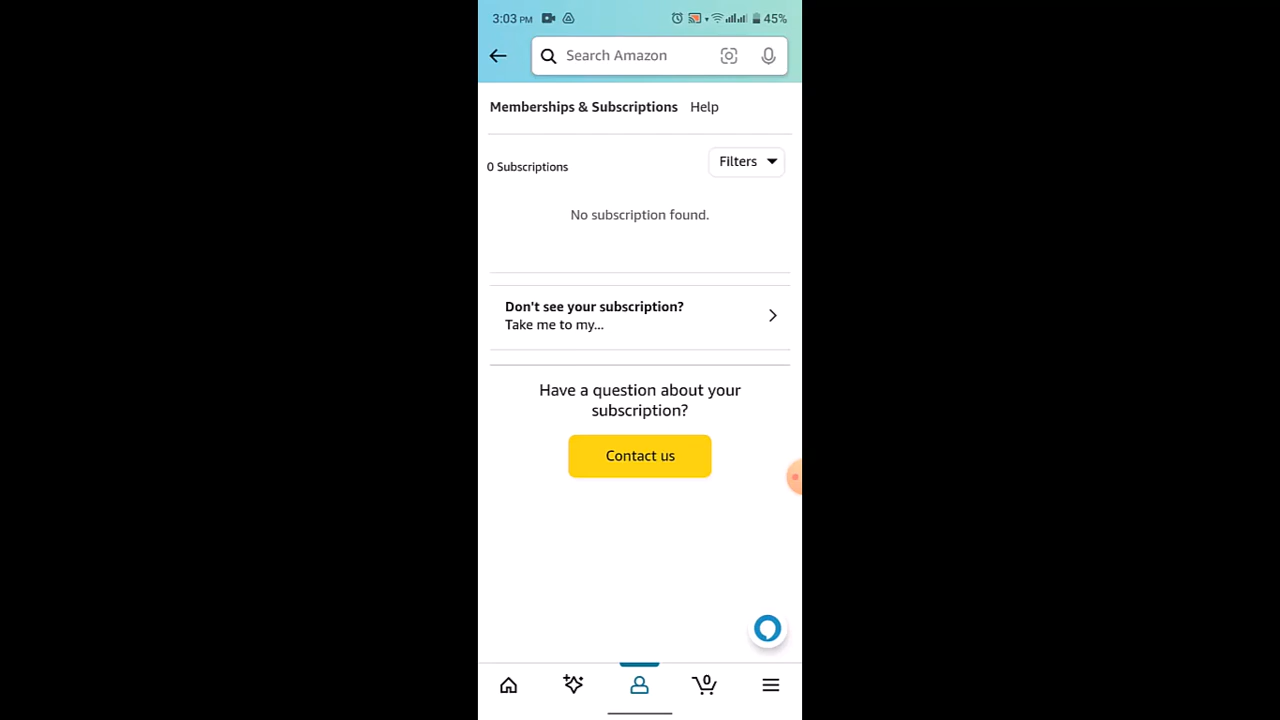 3:03 PM 45%
Search Amazon
Memberships & Subscriptions Help
0 Subscriptions Filters
No subscription found.
Don't see your subscription?
Take me to my...
Have a question about your
subscription?
Contact us
0